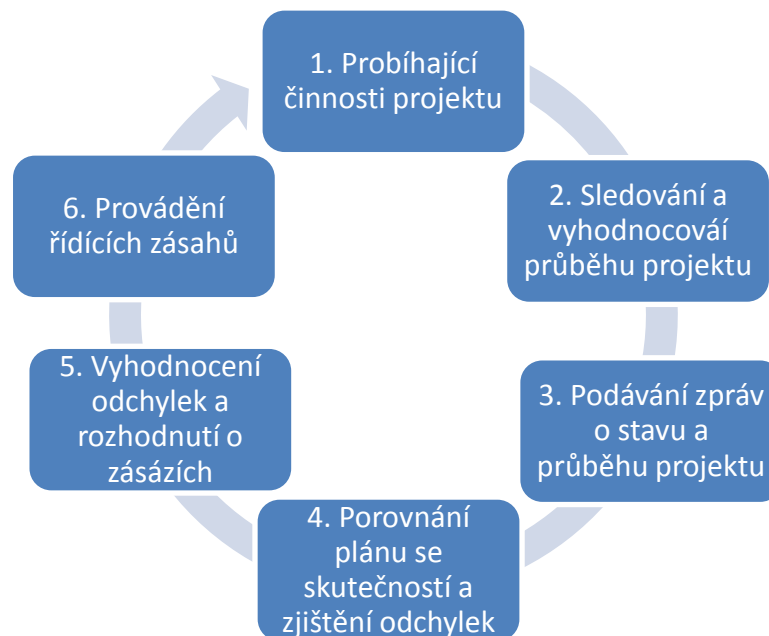 1. Probíhající
činnosti projektu
2. Sledování a
vyhodnocováí
průběhu projektu
3. Podávání zpráv
o stavu a
průběhu projektu
4. Porovnání
plánu se
skutečností a
zjištění odchylek
5. Vyhodnocení
odchylek a
rozhodnutí o
zásázích
6. Provádění
řídících zásahů